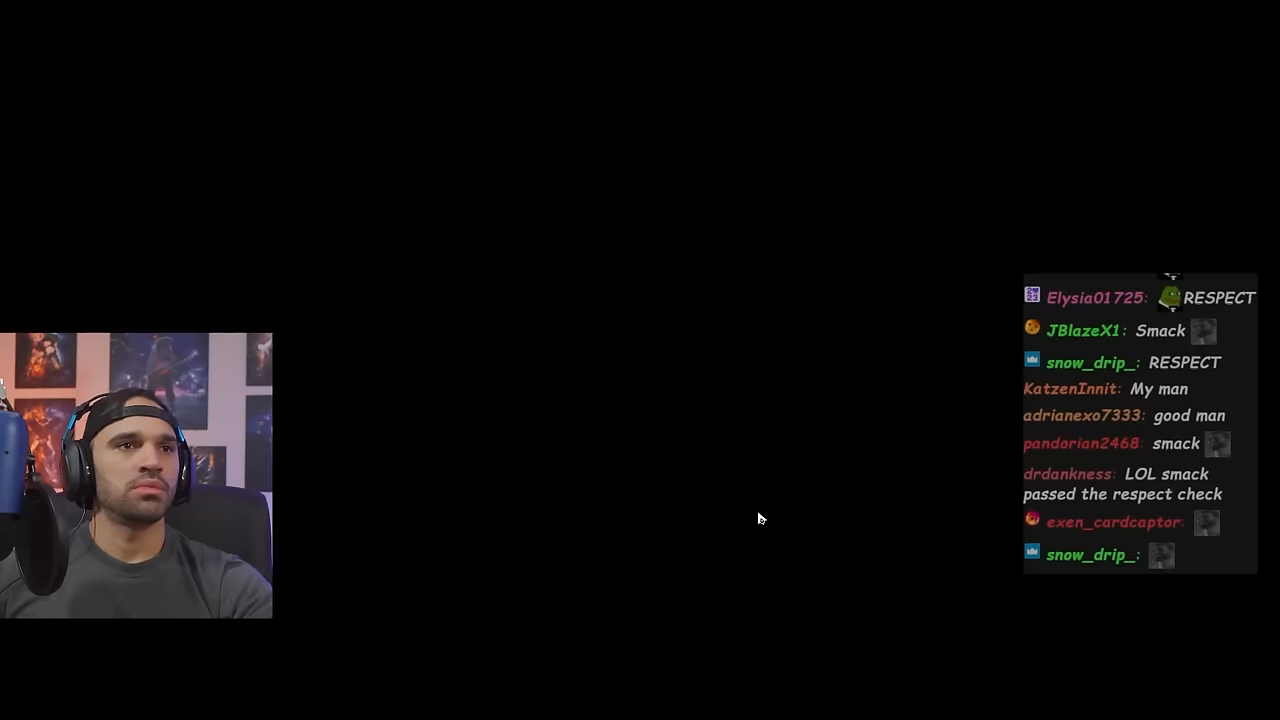 Elysia01725: RESPECT
JBlazeX1: Smack
snow_drip_: RESPECT
KatzenInnit: My man
adrianexo7333: good man
pandorian2468: smack
drdankness: LOL smack
passed the respect check
exen_cardcaptor:
snow_drip_: